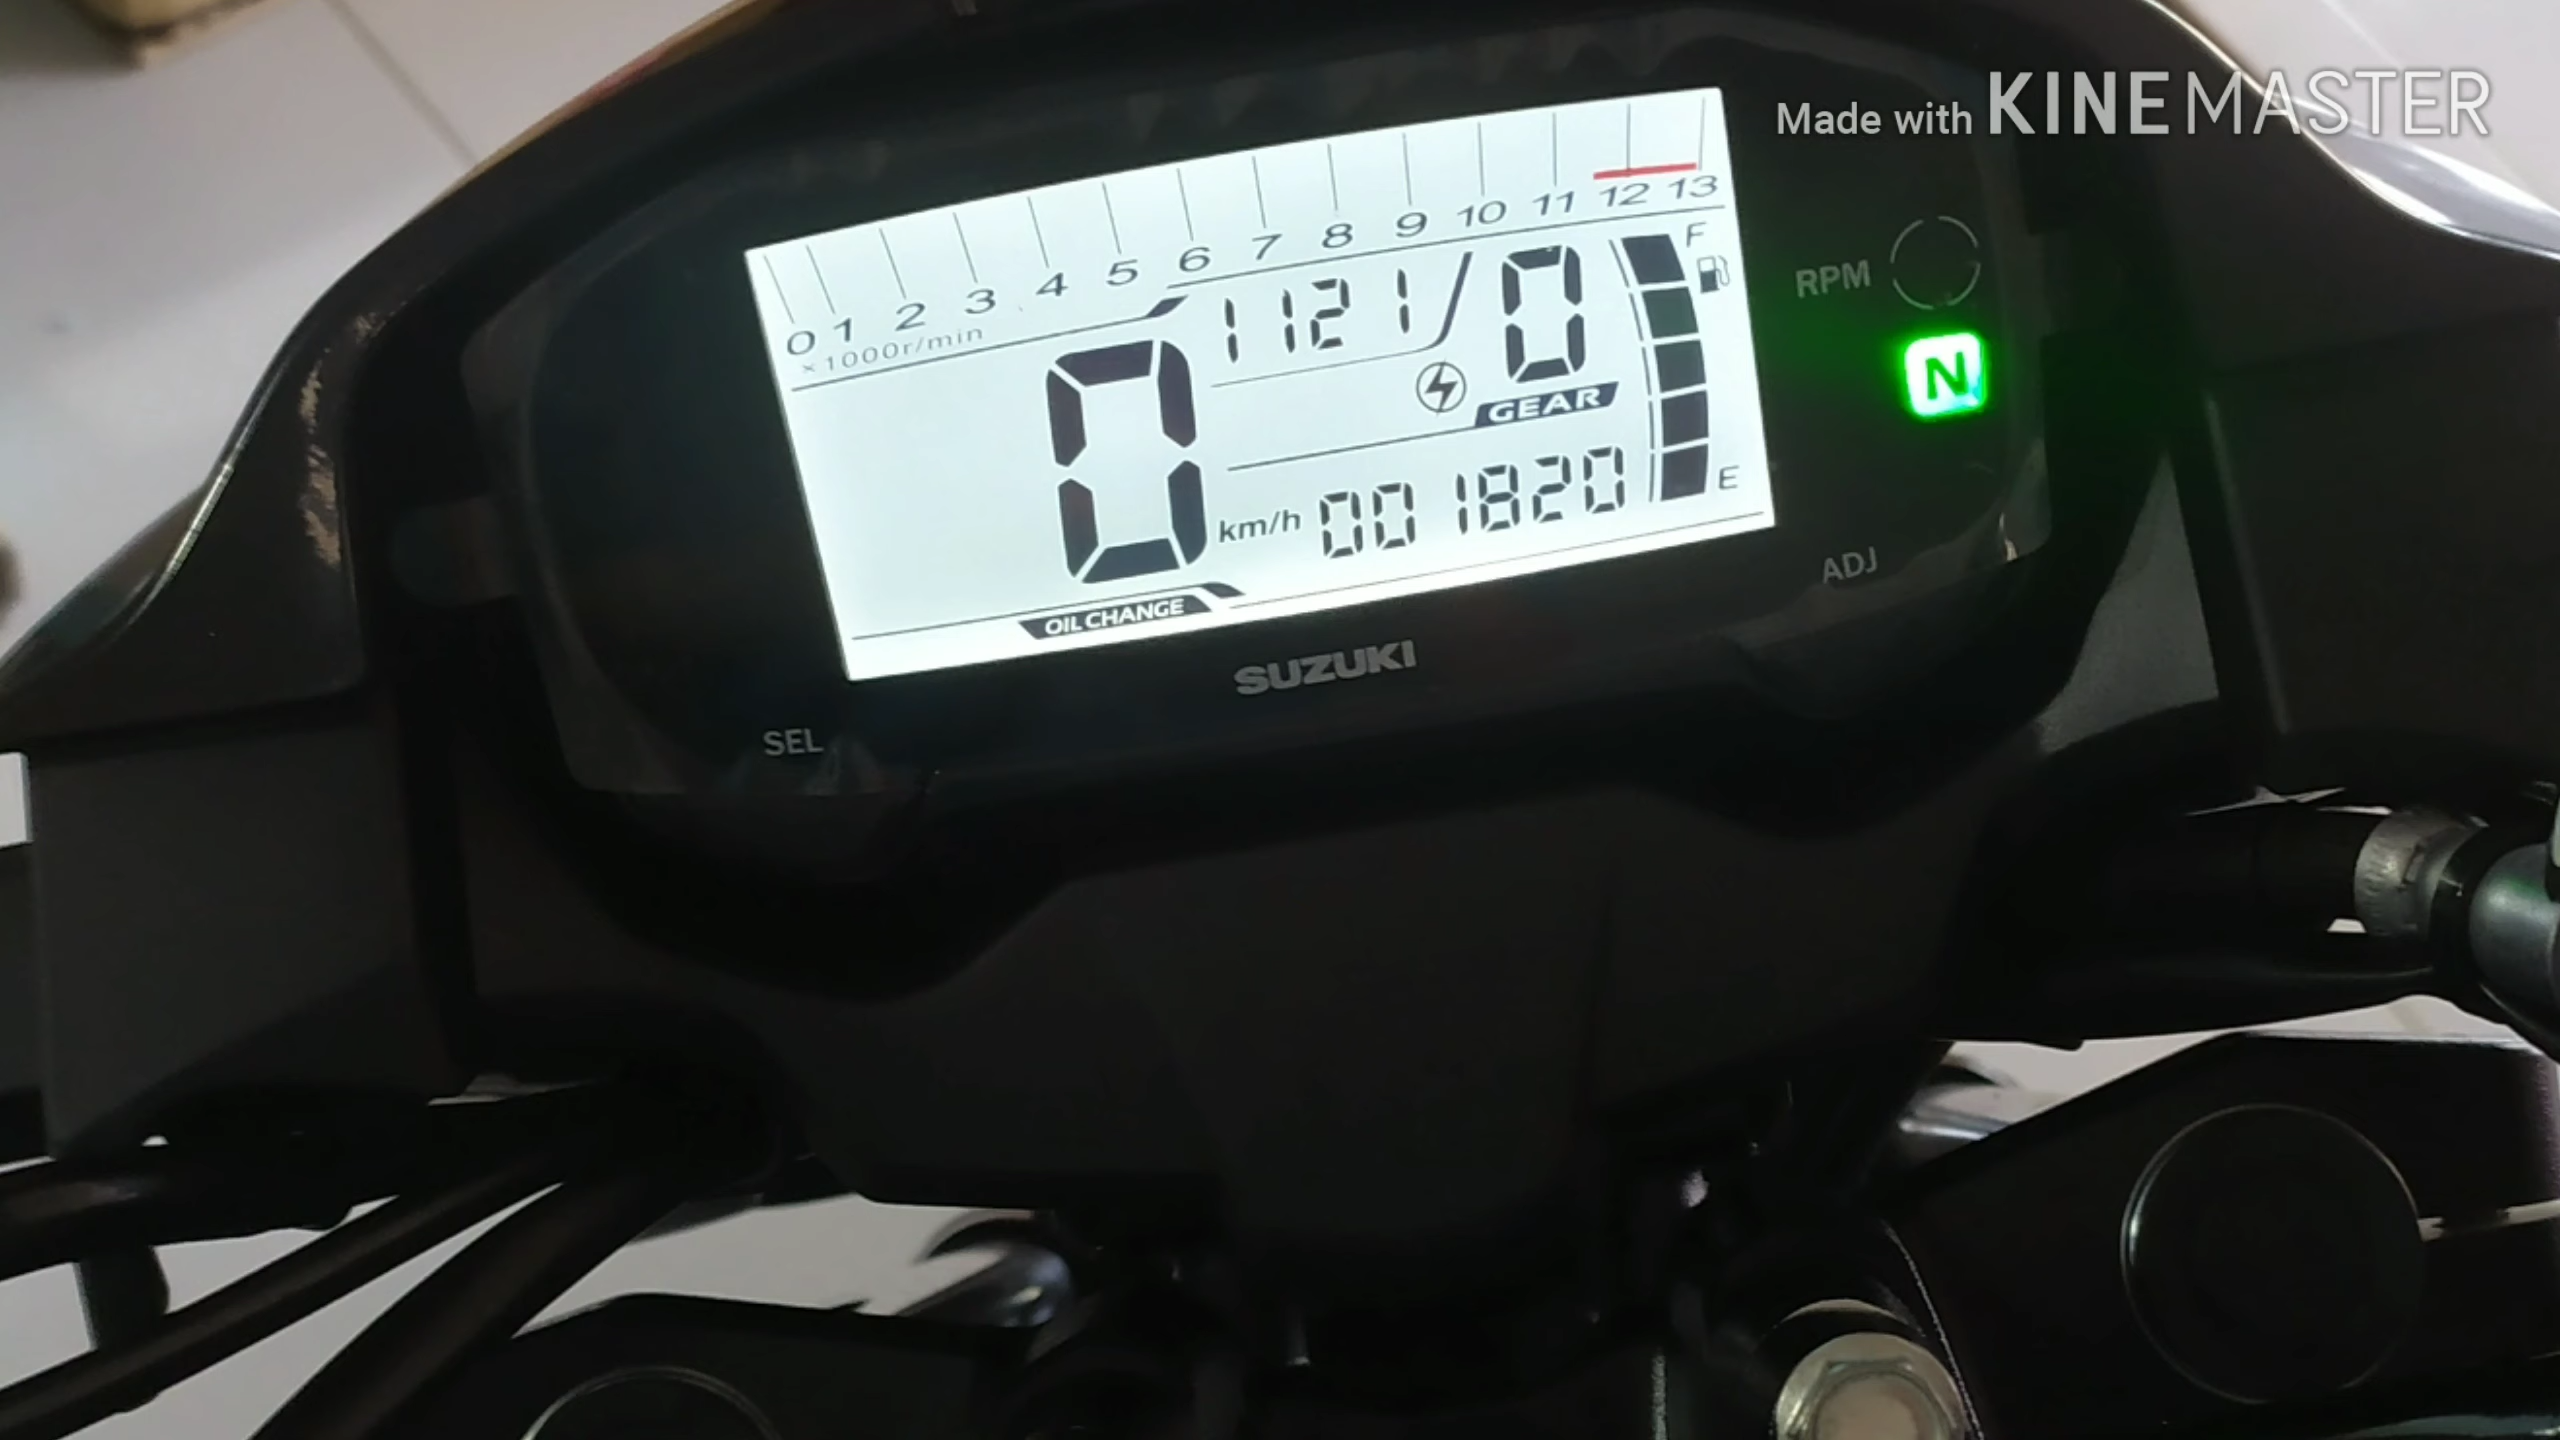 Made with KINEMASTER
0 1 2 3 4 5 6 7 8 9 10 11 12 13
×1000r/min
1121
0
F
RPM
N
GEAR
0
km/h
001820
E
OIL CHANGE
ADJ
SUZUKI
SEL